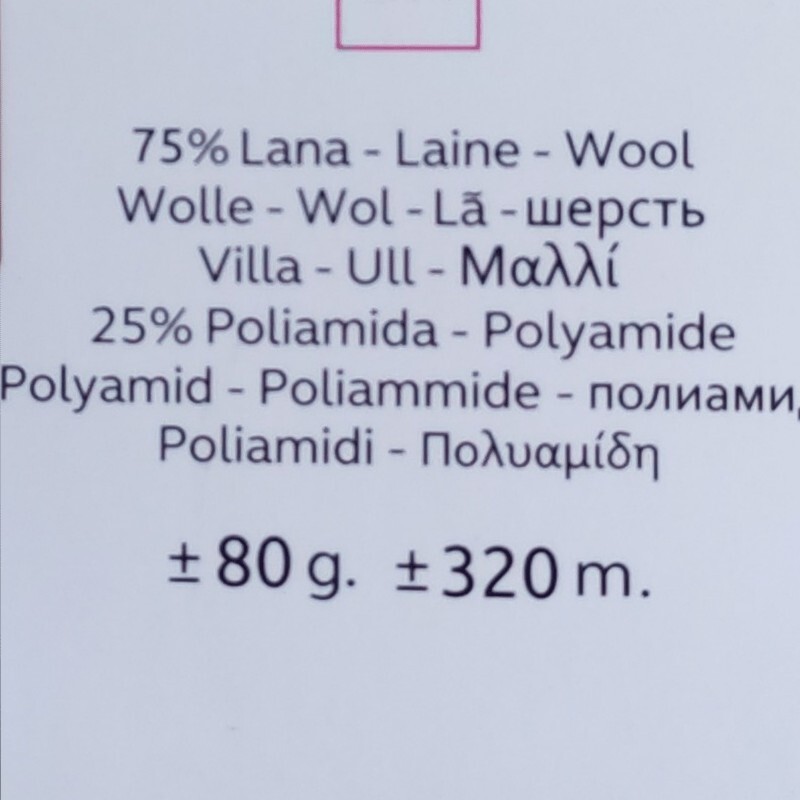 75% Lana - Laine - Wool
Wolle - Wol - Lã - шерсть
Villa - Ull - Μαλλί
25% Poliamida - Polyamide
Polyamid - Poliammide - полиами
Poliamidi - Πολυαμίδη
± 80 g. ± 320 m.